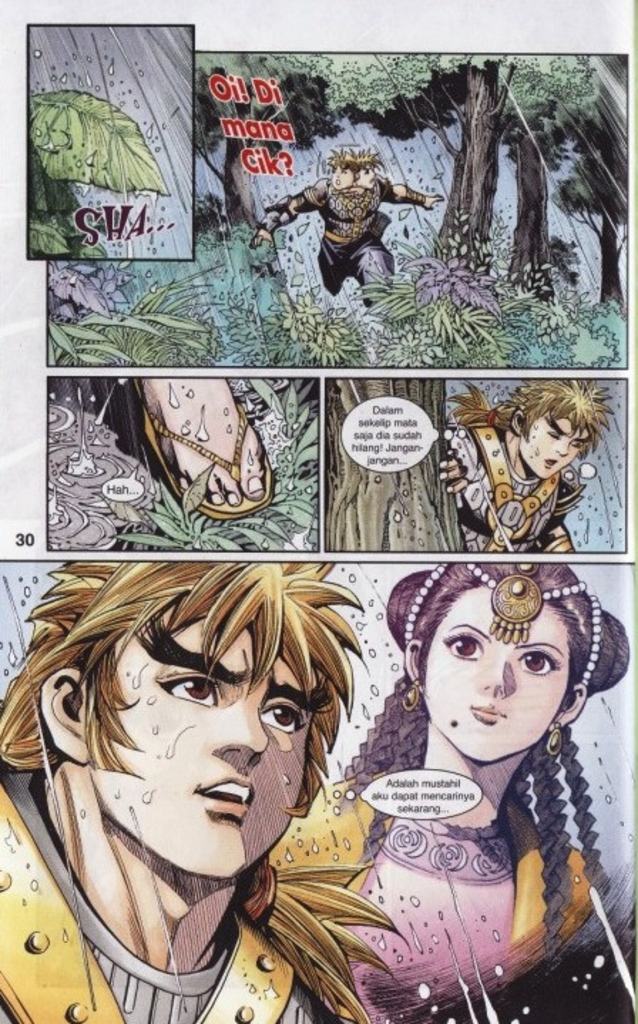 Oi! Di
mana
Cik?
SHA...
Hah...
Dalam
sekelip mata
saja dia sudah
hilang! Jangan-
jangan...
30
Adalah mustahil
aku dapat mencarinya
sekarang...